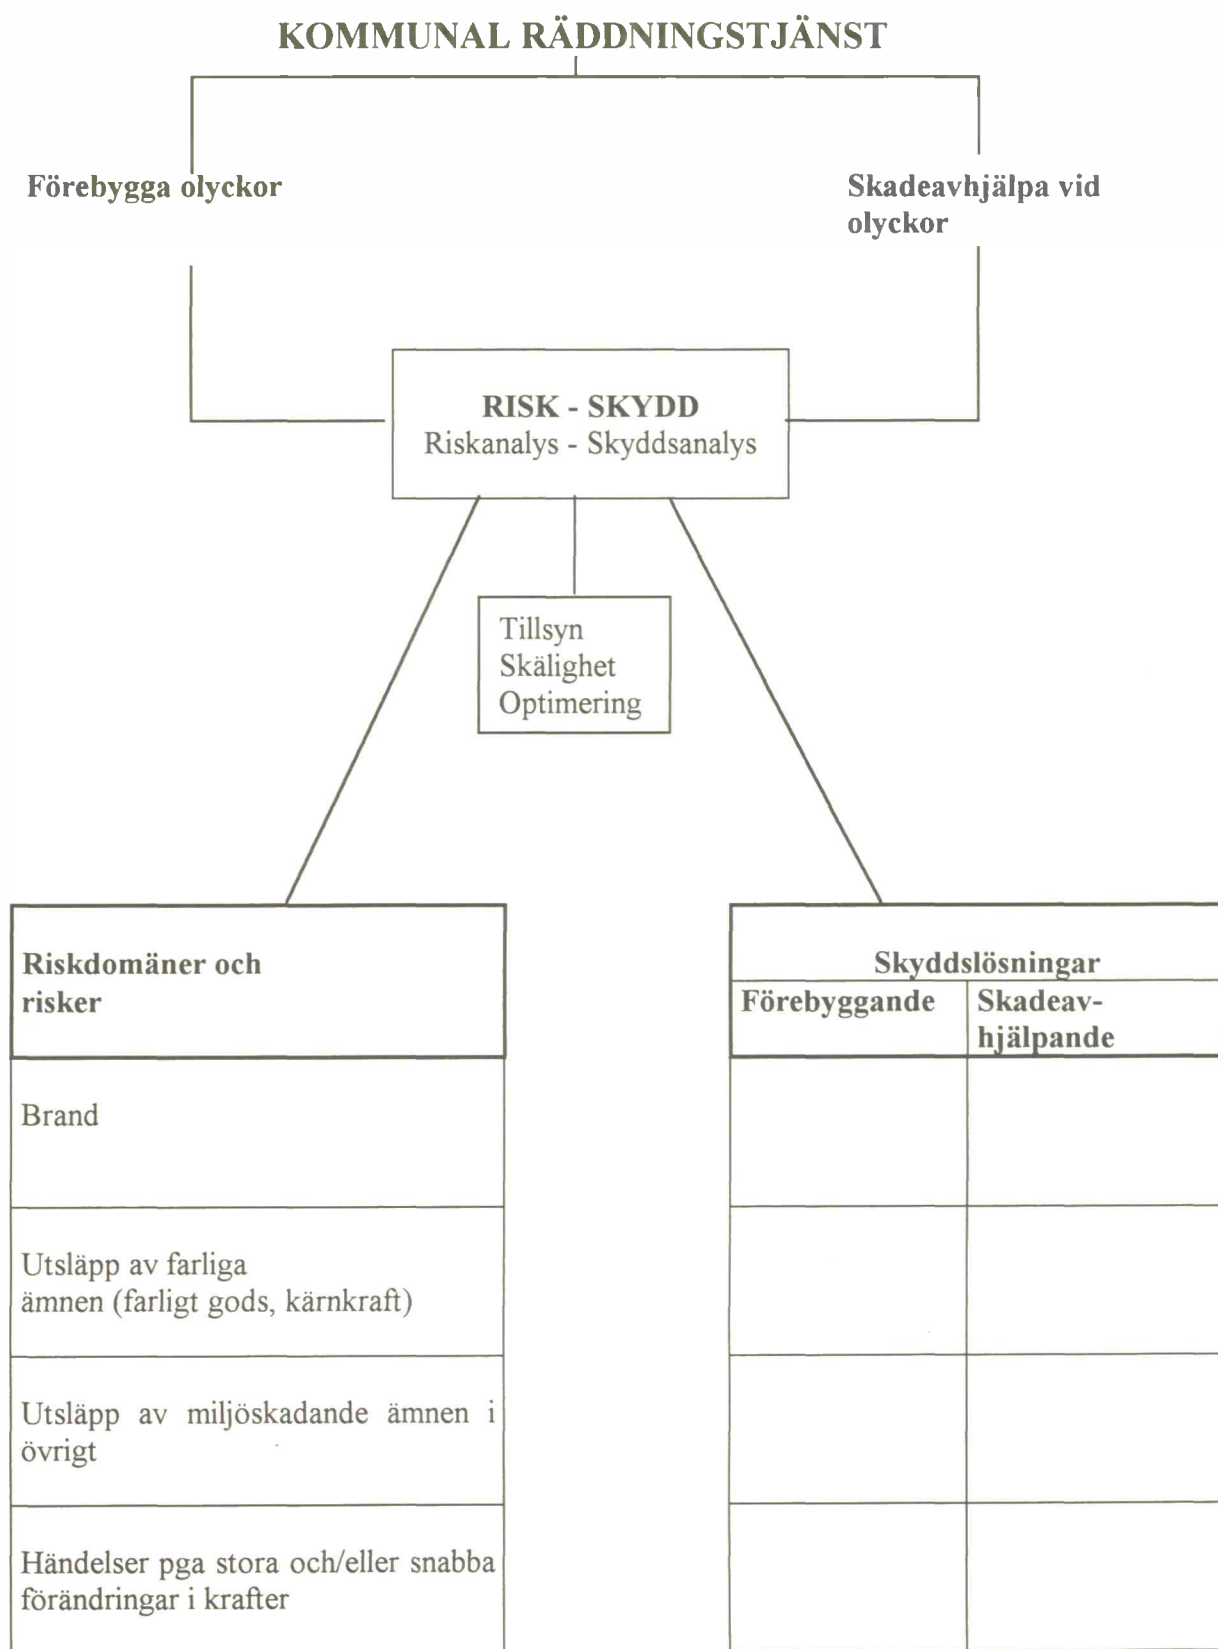 KOMMUNAL RÄDDNINGSTJÄNST
Förebygga olyckor
Skadeavhjälpa vid
olyckor
RISK - SKYDD
Riskanalys - Skyddsanalys
Tillsyn
Skälighet
Optimering
Riskdomäner och
risker
Brand
Utsläpp av farliga
ämnen (farligt gods, kärnkraft)
Utsläpp av miljöskadande ämnen i
övrigt
Händelser pga stora och/eller snabba
förändringar i krafter
Skyddslösningar
Förebyggande
Skadeav-
hjälpande